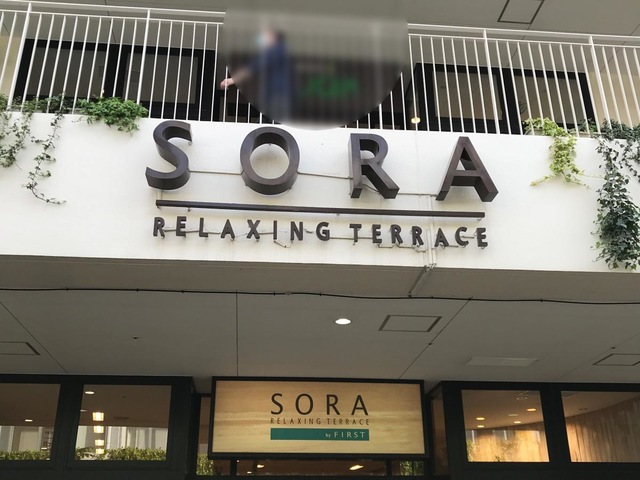 SORA
RELAXING TERRACE
SORA
RELAXING TERRACE
by FIRST